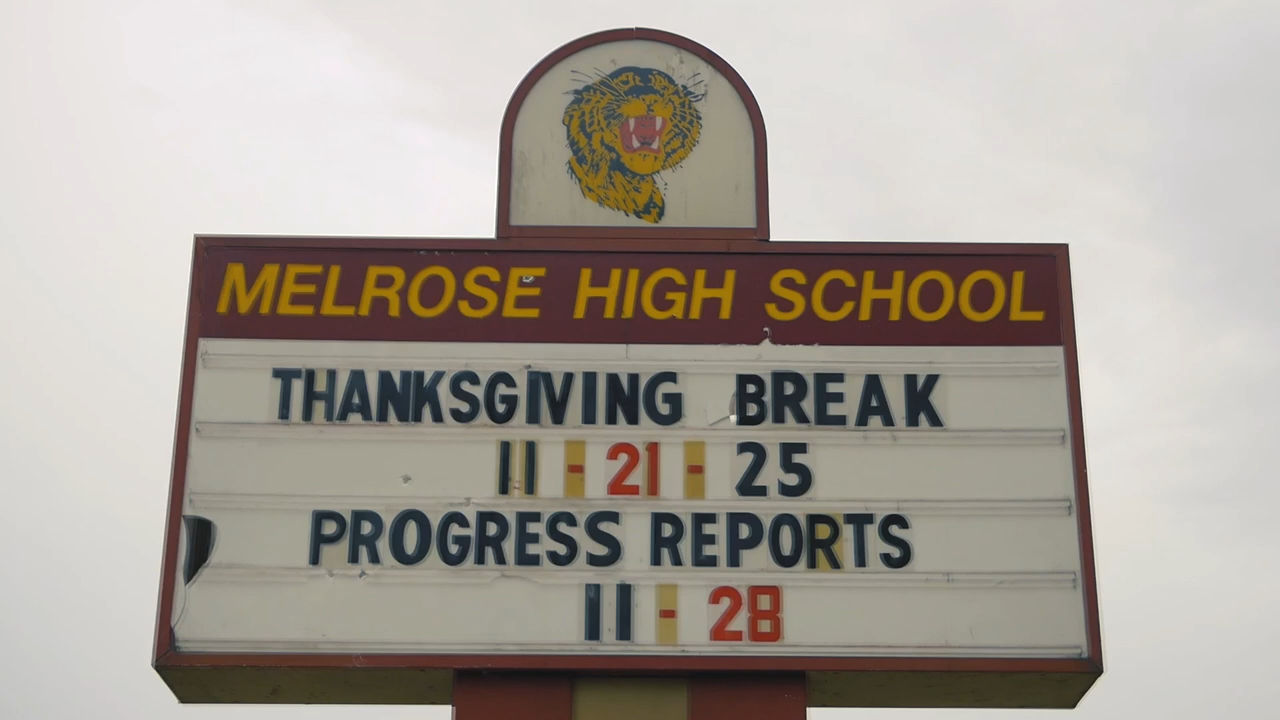 MELROSE HIGH SCHOOL
THANKSGIVING BREAK
11-21-25
PROGRESS REPORTS
11-28